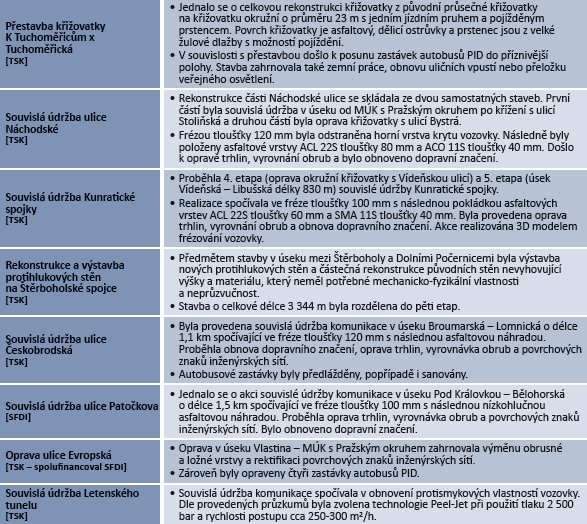 Přestavba křižovatky
K Tuchoměřicům x
Tuchoměřická
[TSK]
• Jednalo se o celkovou rekonstrukci křižovatky z původní průsečné křižovatky
na křižovatku okružní o průměru 23 m s jedním jízdním pruhem a pojížděným
prstencem. Povrch křižovatky je asfaltový, dělicí ostrůvky a prstenec jsou z velké
žulové dlažby s možností pojíždění.
• V souvislosti s přestavbou došlo k posunu zastávek autobusů PID do příznivější
polohy. Stavba zahrnovala také zemní práce, obnovu uličních vpustí nebo přeložku
veřejného osvětlení.
Souvislá údržba ulice
Náchodské
[TSK]
• Rekonstrukce části Náchodské ulice se skládala ze dvou samostatných staveb. První
částí byla souvislá údržba v úseku od MÚK s Pražským okruhem po křížení s ulicí
Stoliňská a druhou částí byla oprava křižovatky s ulicí Bystrá.
• Frézou tloušťky 120 mm byla odstraněna horní vrstva krytu vozovky. Následně byly
položeny asfaltové vrstvy ACL 22S tloušťky 80 mm a ACO 11S tloušťky 40 mm. Došlo
k opravě trhlin, vyrovnání obrub a bylo obnoveno dopravní značení.
Souvislá údržba Kunratické
spojky
[TSK]
• Proběhla 4. etapa (oprava okružní křižovatky s Vídeňskou ulicí) a 5. etapa (úsek
Vídeňská – Libušská délky 830 m) souvislé údržby Kunratické spojky.
• Realizace spočívala ve fréze tloušťky 100 mm s následnou pokládkou asfaltových
vrstev ACL 22S tloušťky 60 mm a SMA 11S tloušťky 40 mm. Byla provedena oprava
trhlin, vyrovnání obrub a obnova dopravního značení. Akce realizována 3D modelem
frézování vozovky.
Rekonstrukce a výstavba
protihlukových stěn
na Štěrboholské spojce
[TSK]
• Předmětem stavby v úseku mezi Štěrboholy a Dolními Počernicemi byla výstavba
nových protihlukových stěn a částečná rekonstrukce původních stěn nevyhovující
výšky a materiálu, který neměl potřebné mechanicko-fyzikální vlastnosti
a neprůzvučnost.
• Stavba o celkové délce 3 344 m byla rozdělena do pěti etap.
Souvislá údržba ulice
Českobrodská
[TSK]
• Byla provedena souvislá údržba komunikace v úseku Broumarská – Lomnická o délce
1,1 km spočívající ve fréze tloušťky 120 mm s následnou asfaltovou náhradou.
Proběhla obnova dopravního značení, oprava trhlin, vyrovnávka obrub a povrchových
znaků inženýrských sítí.
• Autobusové zastávky byly předlážděny, popřípadě i sanovány.
Souvislá údržba ulice Patočkova
[SFDI]
• Jednalo se o akci souvislé údržby komunikace v úseku Pod Královkou – Bělohorská
o délce 1,5 km spočívající ve fréze tloušťky 100 mm s následnou nízkohlučnou
asfaltovou náhradou. Proběhla oprava trhlin, vyrovnávka obrub a povrchových znaků
inženýrských sítí. Bylo obnoveno dopravní značení.
Oprava ulice Evropská
[TSK – spolufinancoval SFDI]
• Oprava v úseku Vlastina – MÚK s Pražským okruhem zahrnovala výměnu obrusné
a ložné vrstvy a rektifikaci povrchových znaků inženýrských sítí.
• Zároveň byly opraveny čtyři zastávky autobusů PID.
Souvislá údržba Letenského
tunelu
[TSK]
• Souvislá údržba komunikace spočívala v obnovení protismykových vlastností vozovky.
Dle provedených průzkumů byla zvolena technologie Peel-Jet při použití tlaku 2 500
bar a rychlosti postupu cca 250-300 m²/h.